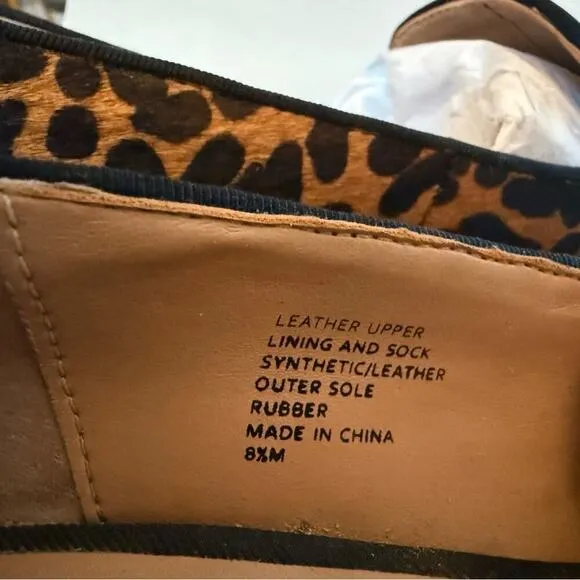 LEATHER UPPER
LINING AND SOCK
SYNTHETIC/LEATHER
OUTER SOLE
RUBBER
MADE IN CHINA
8½M